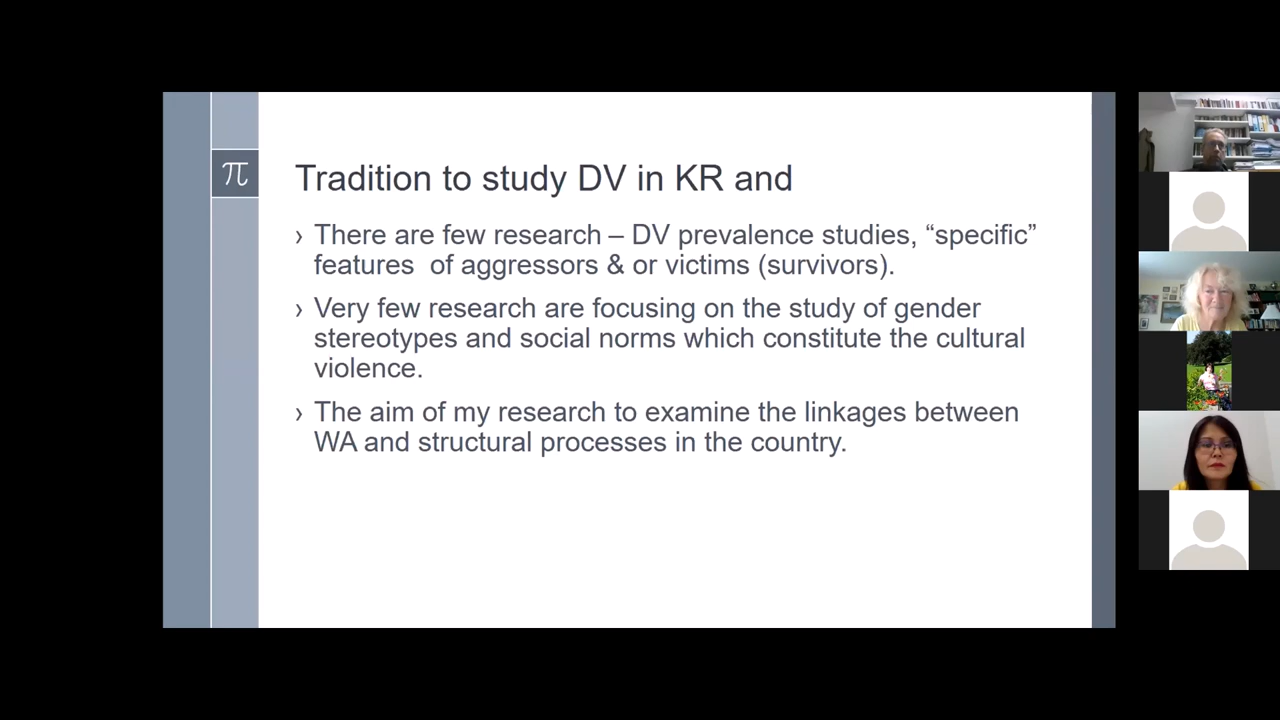 π
Tradition to study DV in KR and
› There are few research – DV prevalence studies, “specific”
features of aggressors & or victims (survivors).
› Very few research are focusing on the study of gender
stereotypes and social norms which constitute the cultural
violence.
› The aim of my research to examine the linkages between
WA and structural processes in the country.